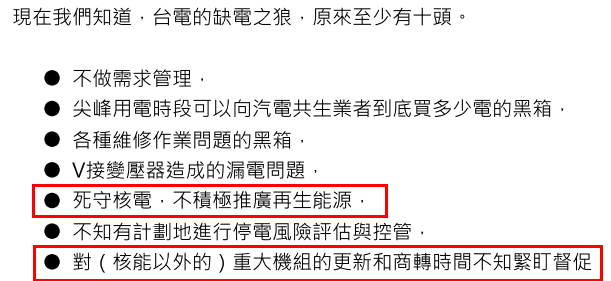 現在我們知道，台電的缺電之狼，原來至少有十頭。
● 不做需求管理，
● 尖峰用電時段可以向汽電共生業者到底買多少電的黑箱，
● 各種維修作業問題的黑箱，
● V接變壓器造成的漏電問題，
● 死守核電，不積極推廣再生能源，
● 不知有計劃地進行停電風險評估與控管，
● 對（核能以外的）重大機組的更新和商轉時間不知緊盯督促